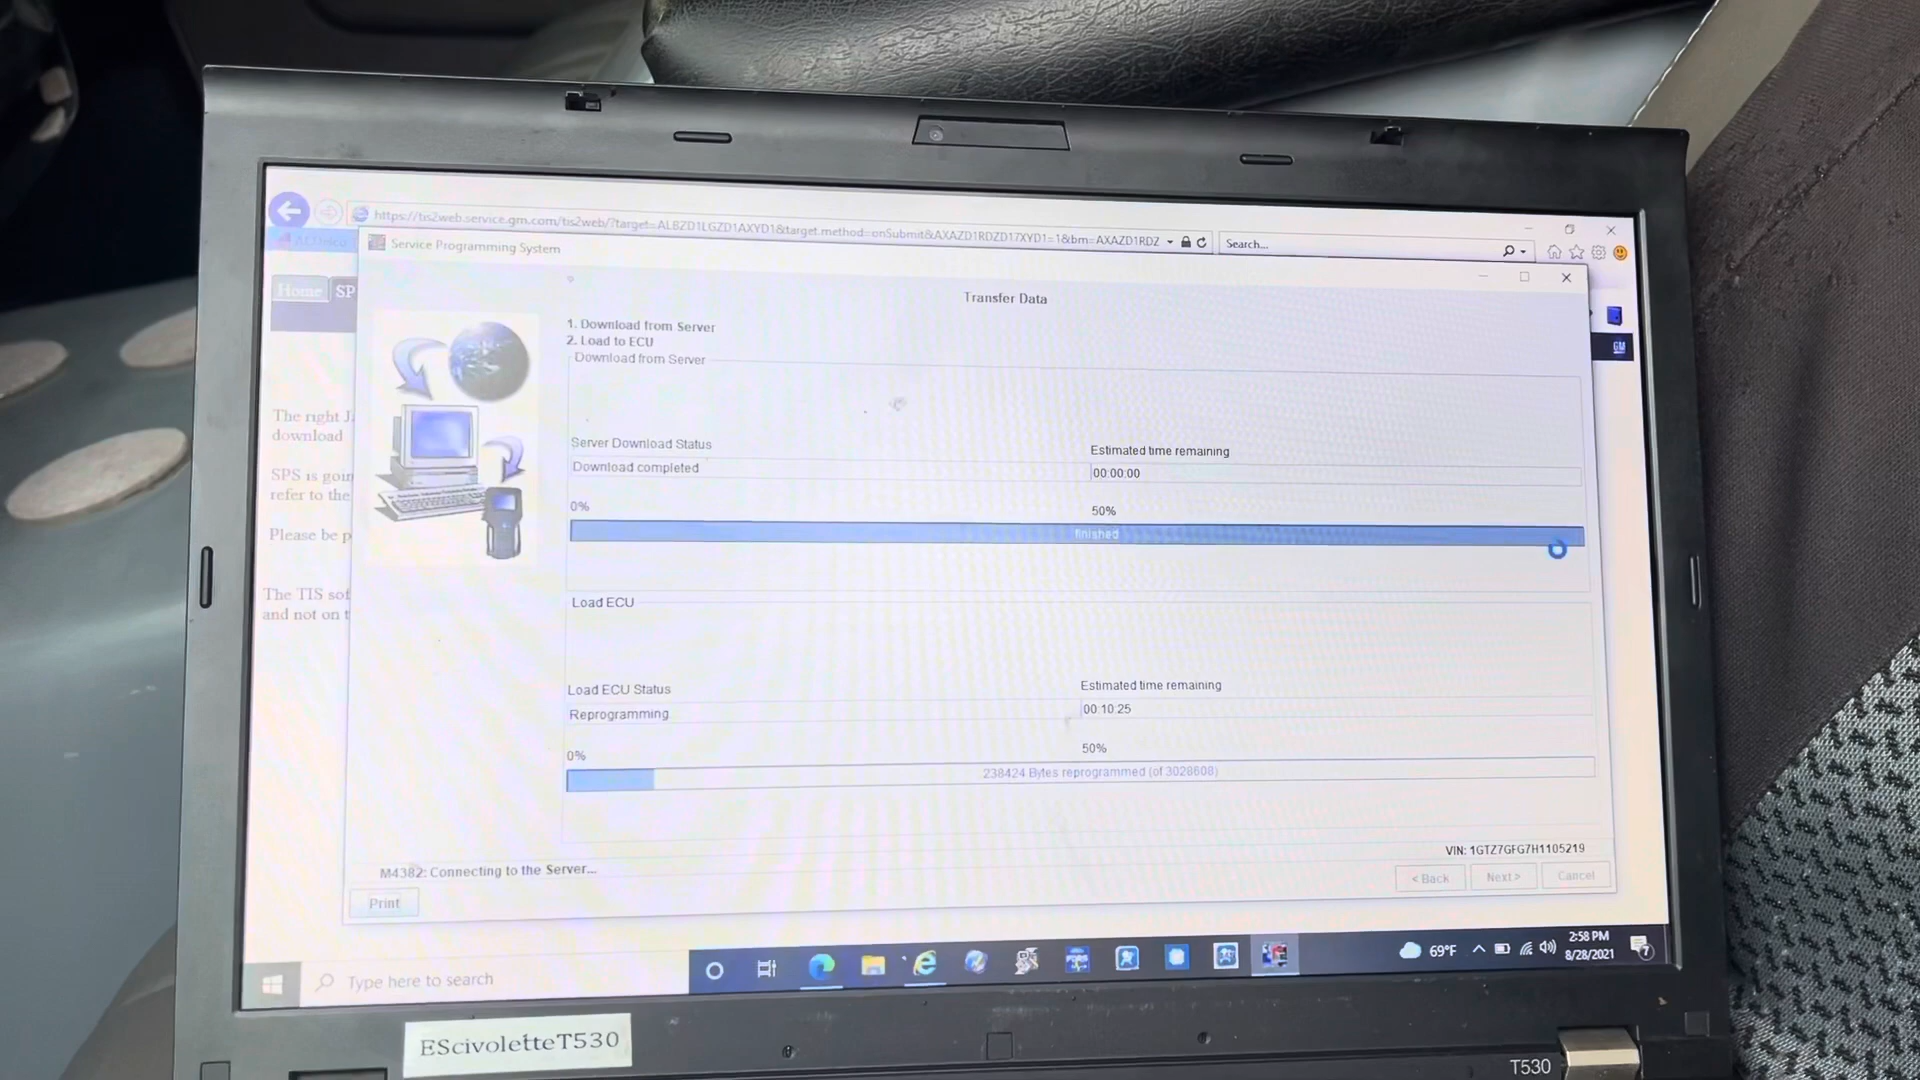 https://tis2web.service.gm.com/tis2web/?target=ALBZD1LGZD1AXYD1&target.method=onSubmit&AXAZD1RDZD17XYD1=1&bm=AXAZD1RDZ
Search...
Service Programming System
Home
SP
Transfer Data
1. Download from Server
2. Load to ECU
Download from Server
GM
The right J
download
Server Download Status
Estimated time remaining
Download completed
00:00:00
SPS is goin
refer to the
0%
50%
finished
Please be p
The TIS sof
and not on t
Load ECU
Load ECU Status
Estimated time remaining
Reprogramming
00:10:25
0%
50%
238424 Bytes reprogrammed (of 3028608)
VIN: 1GTZ7GFG7H1105219
M4382: Connecting to the Server...
< Back
Next >
Cancel
Print
Type here to search
69°F
2:58 PM
8/28/2021
7
EScivoletteT530
T530